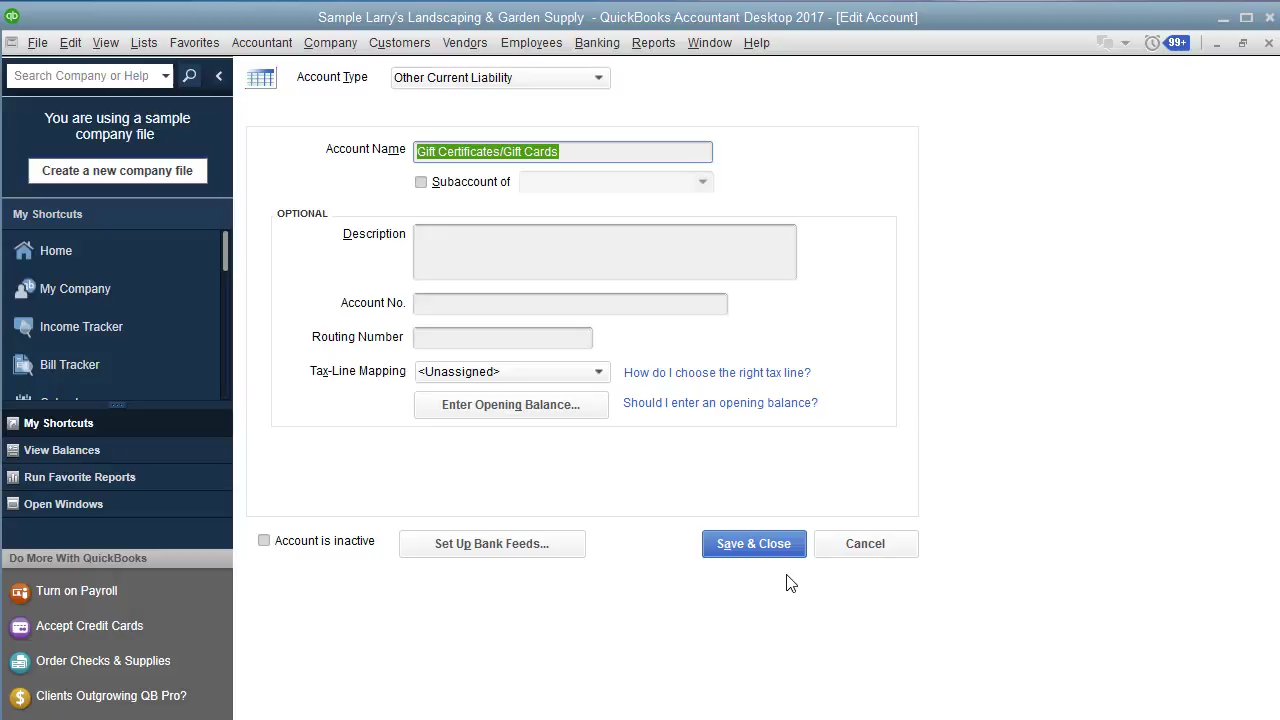 Sample Larry's Landscaping & Garden Supply - QuickBooks Accountant Desktop 2017 - [Edit Account]
File Edit View Lists Favorites Accountant Company Customers Vendors Employees Banking Reports Window Help
99+
Search Company or Help
You are using a sample
company file
Create a new company file
My Shortcuts
Home
My Company
Income Tracker
Bill Tracker
My Shortcuts
View Balances
Run Favorite Reports
Open Windows
Do More With QuickBooks
Turn on Payroll
Accept Credit Cards
Order Checks & Supplies
Clients Outgrowing QB Pro?
Account Type Other Current Liability
Account Name Gift Certificates/Gift Cards
Subaccount of
OPTIONAL
Description
Account No.
Routing Number
Tax-Line Mapping <Unassigned> How do I choose the right tax line?
Enter Opening Balance... Should I enter an opening balance?
Account is inactive Set Up Bank Feeds... Save & Close Cancel